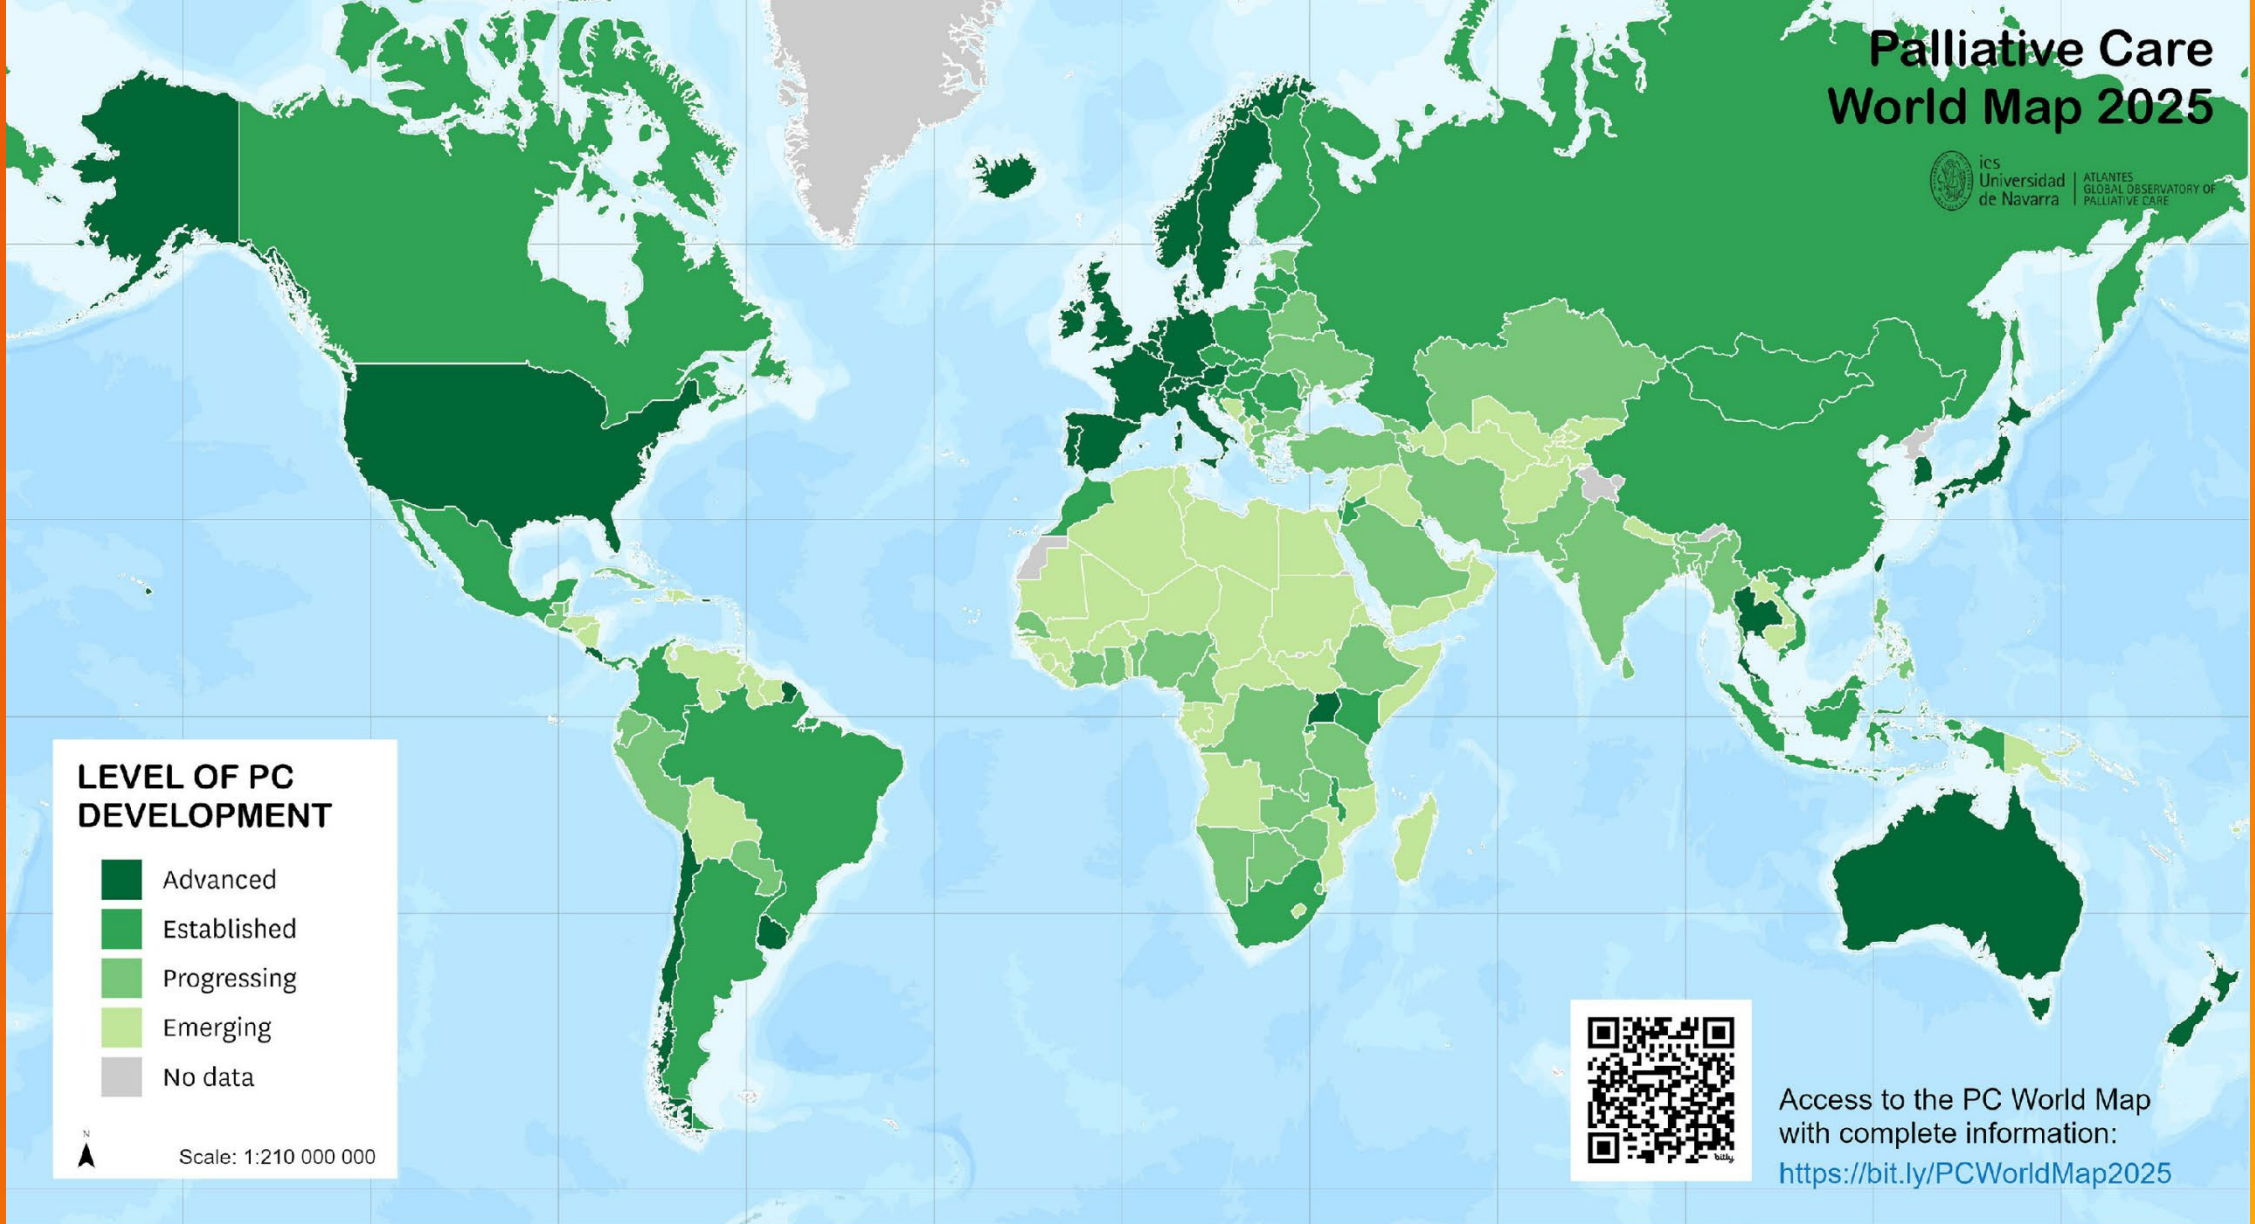 Palliative Care
World Map 2025
ics
Universidad
de Navarra
ATLANTES
GLOBAL OBSERVATORY OF
PALLIATIVE CARE
LEVEL OF PC
DEVELOPMENT
Advanced
Established
Progressing
Emerging
No data
N
Scale: 1:210 000 000
bitly
Access to the PC World Map
with complete information:
https://bit.ly/PCWorldMap2025